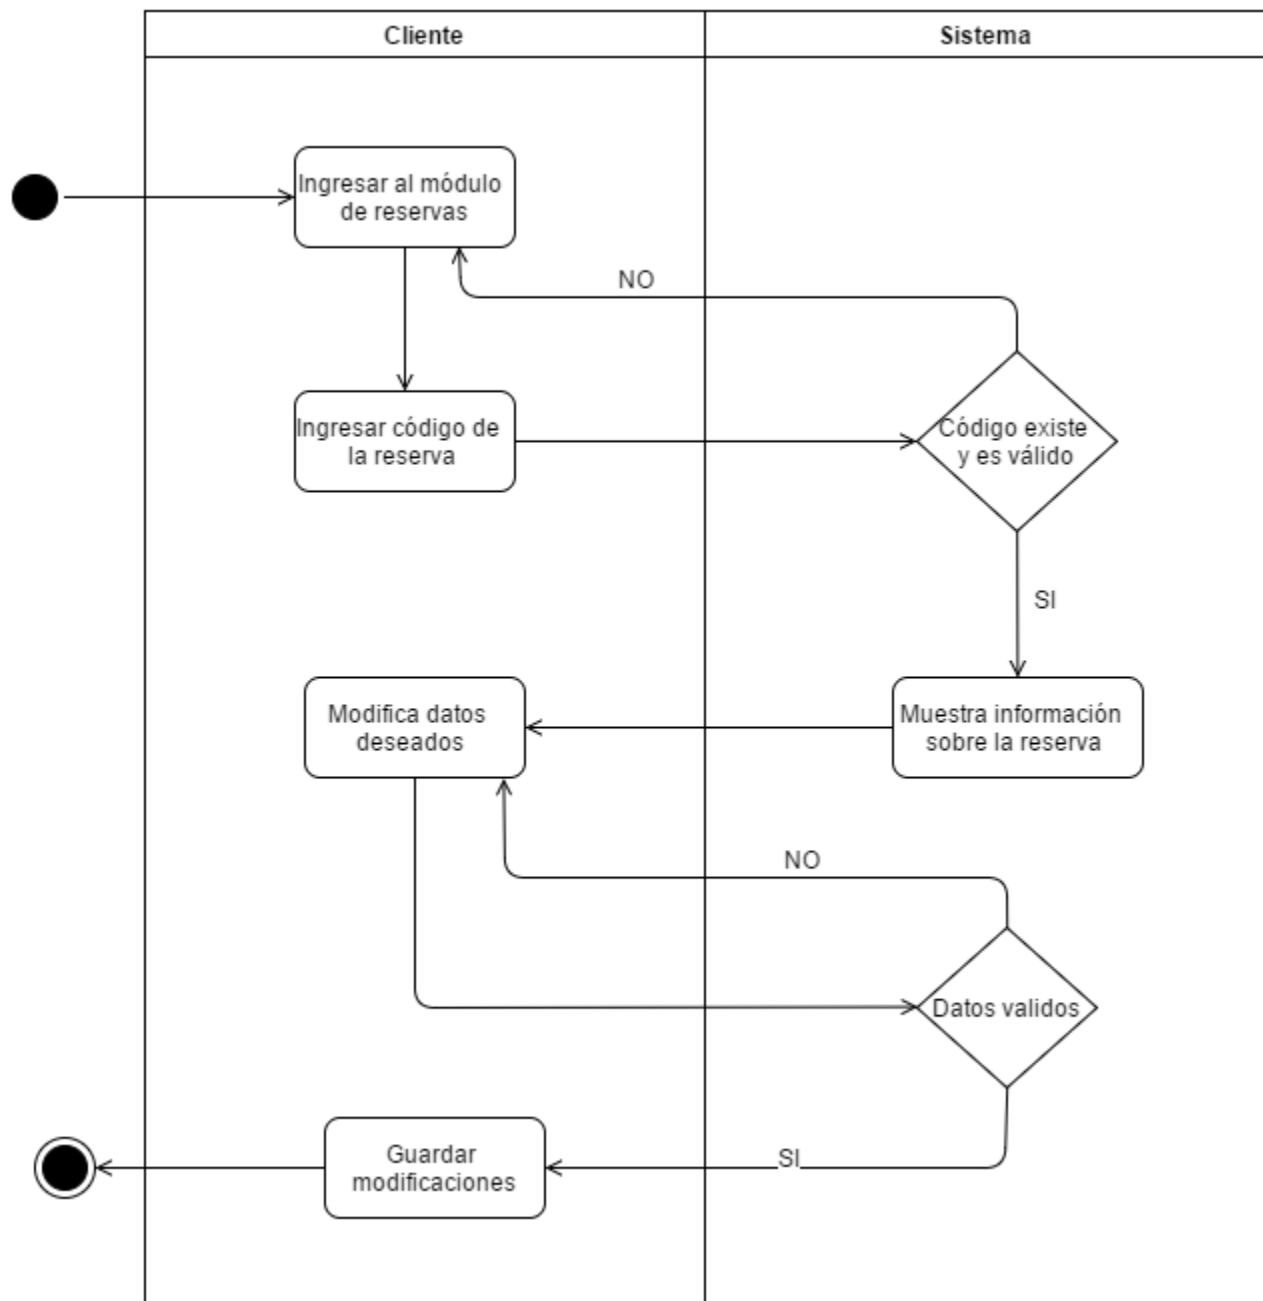 Cliente
Sistema
Ingresar al módulo
de reservas
NO
Ingresar código de
la reserva
Código existe
y es válido
SI
Modifica datos
deseados
Muestra información
sobre la reserva
NO
Datos validos
Guardar
modificaciones
SI